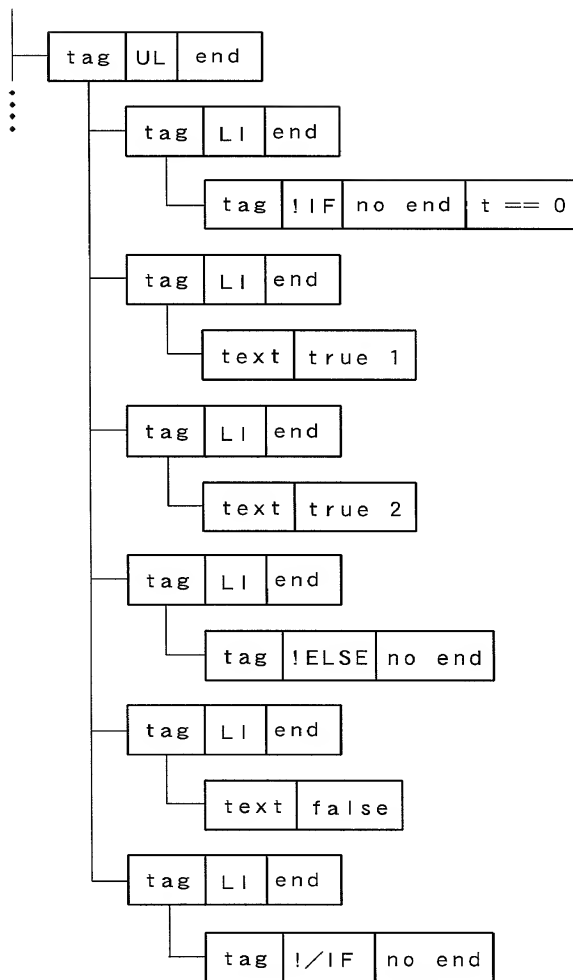 tag UL end
tag LI end
tag !IF no end t == 0
tag LI end
text true 1
tag LI end
text true 2
tag LI end
tag !ELSE no end
tag LI end
text false
tag LI end
tag !/IF no end